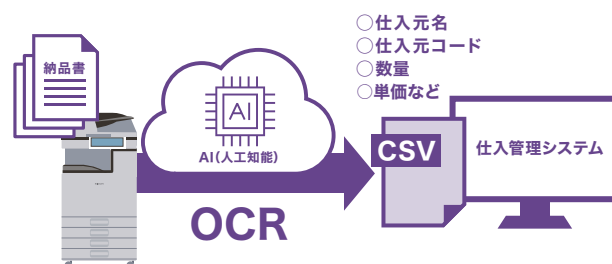 納品書
AI
AI(人工知能)
OCR
○仕入元名
○仕入元コード
○数量
○単価など
CSV
仕入管理システム